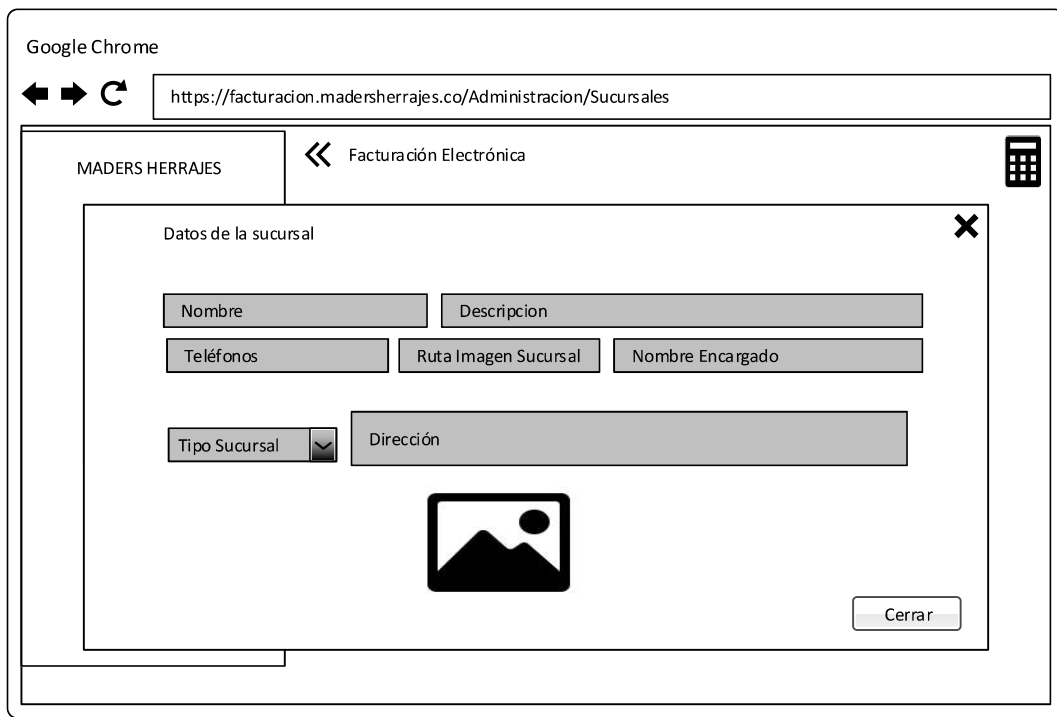 Google Chrome
https://facturacion.madersherrajes.co/Administracion/Sucursales
MADERS HERRAJES
Facturación Electrónica
Datos de la sucursal
Nombre
Descripcion
Teléfonos
Ruta Imagen Sucursal
Nombre Encargado
Tipo Sucursal
Dirección
Cerrar